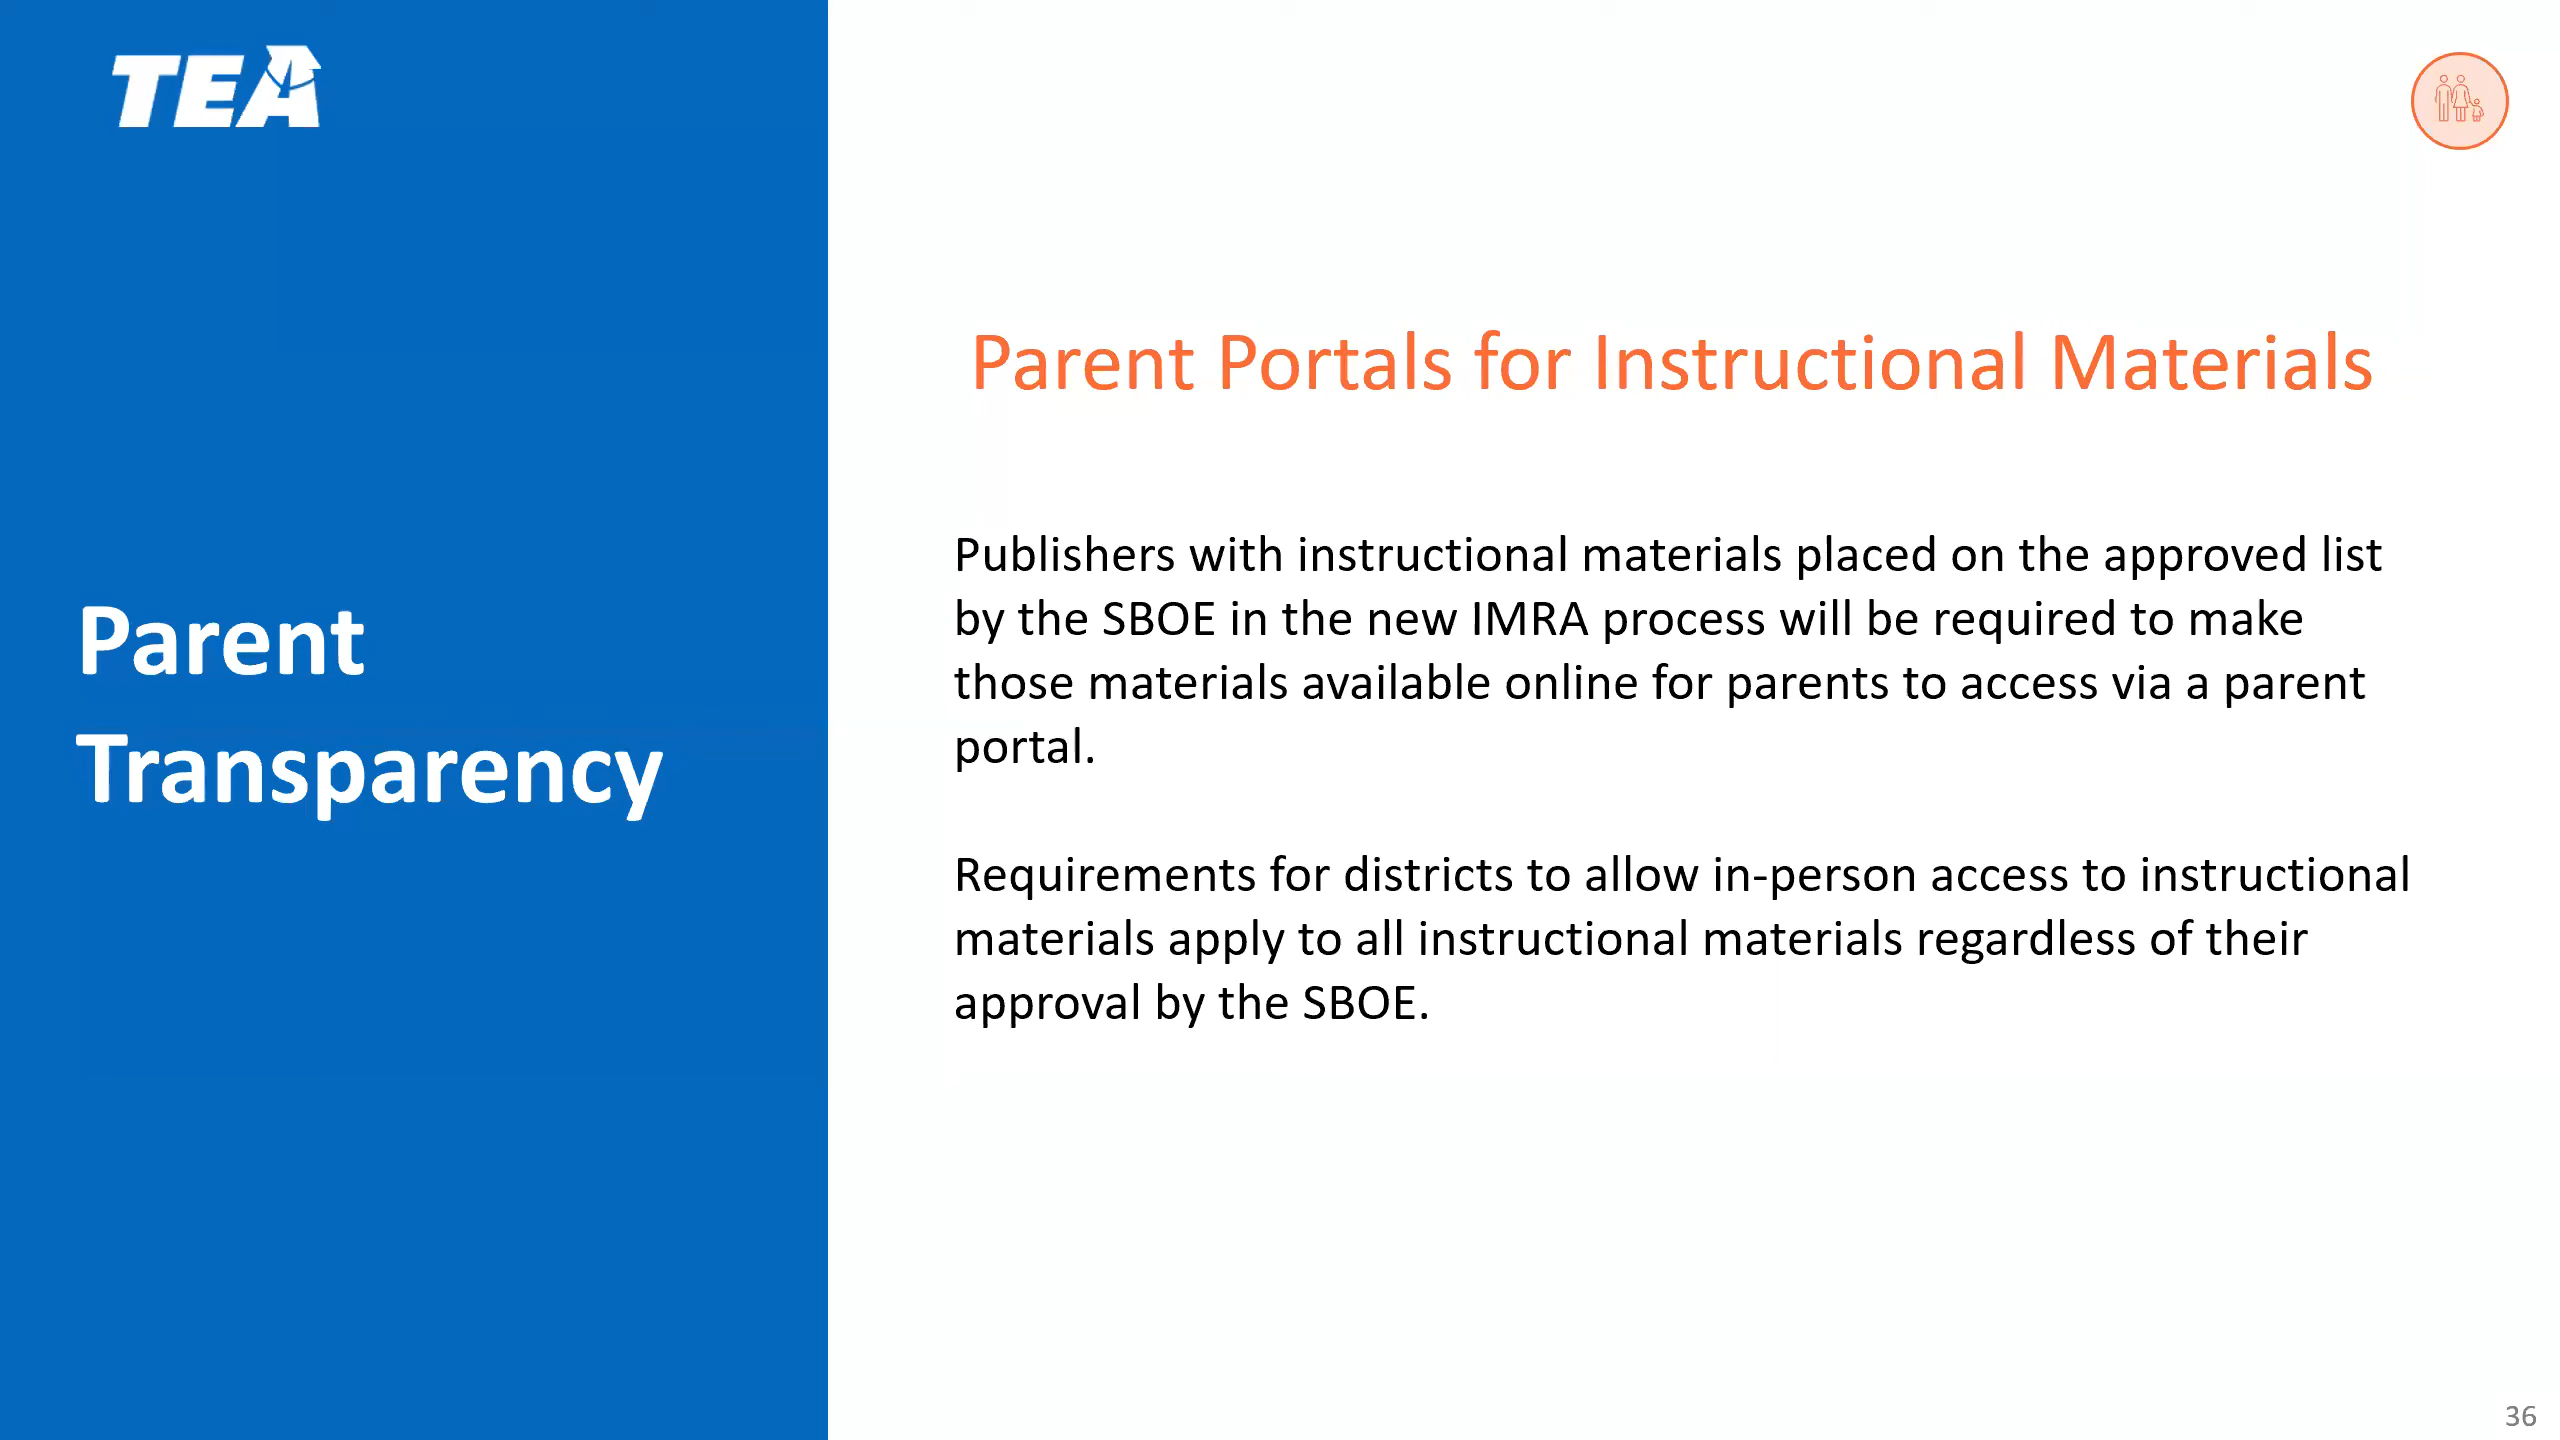 TEA
Parent
Transparency
Parent Portals for Instructional Materials
Publishers with instructional materials placed on the approved list
by the SBOE in the new IMRA process will be required to make
those materials available online for parents to access via a parent
portal.
Requirements for districts to allow in-person access to instructional
materials apply to all instructional materials regardless of their
approval by the SBOE.
36